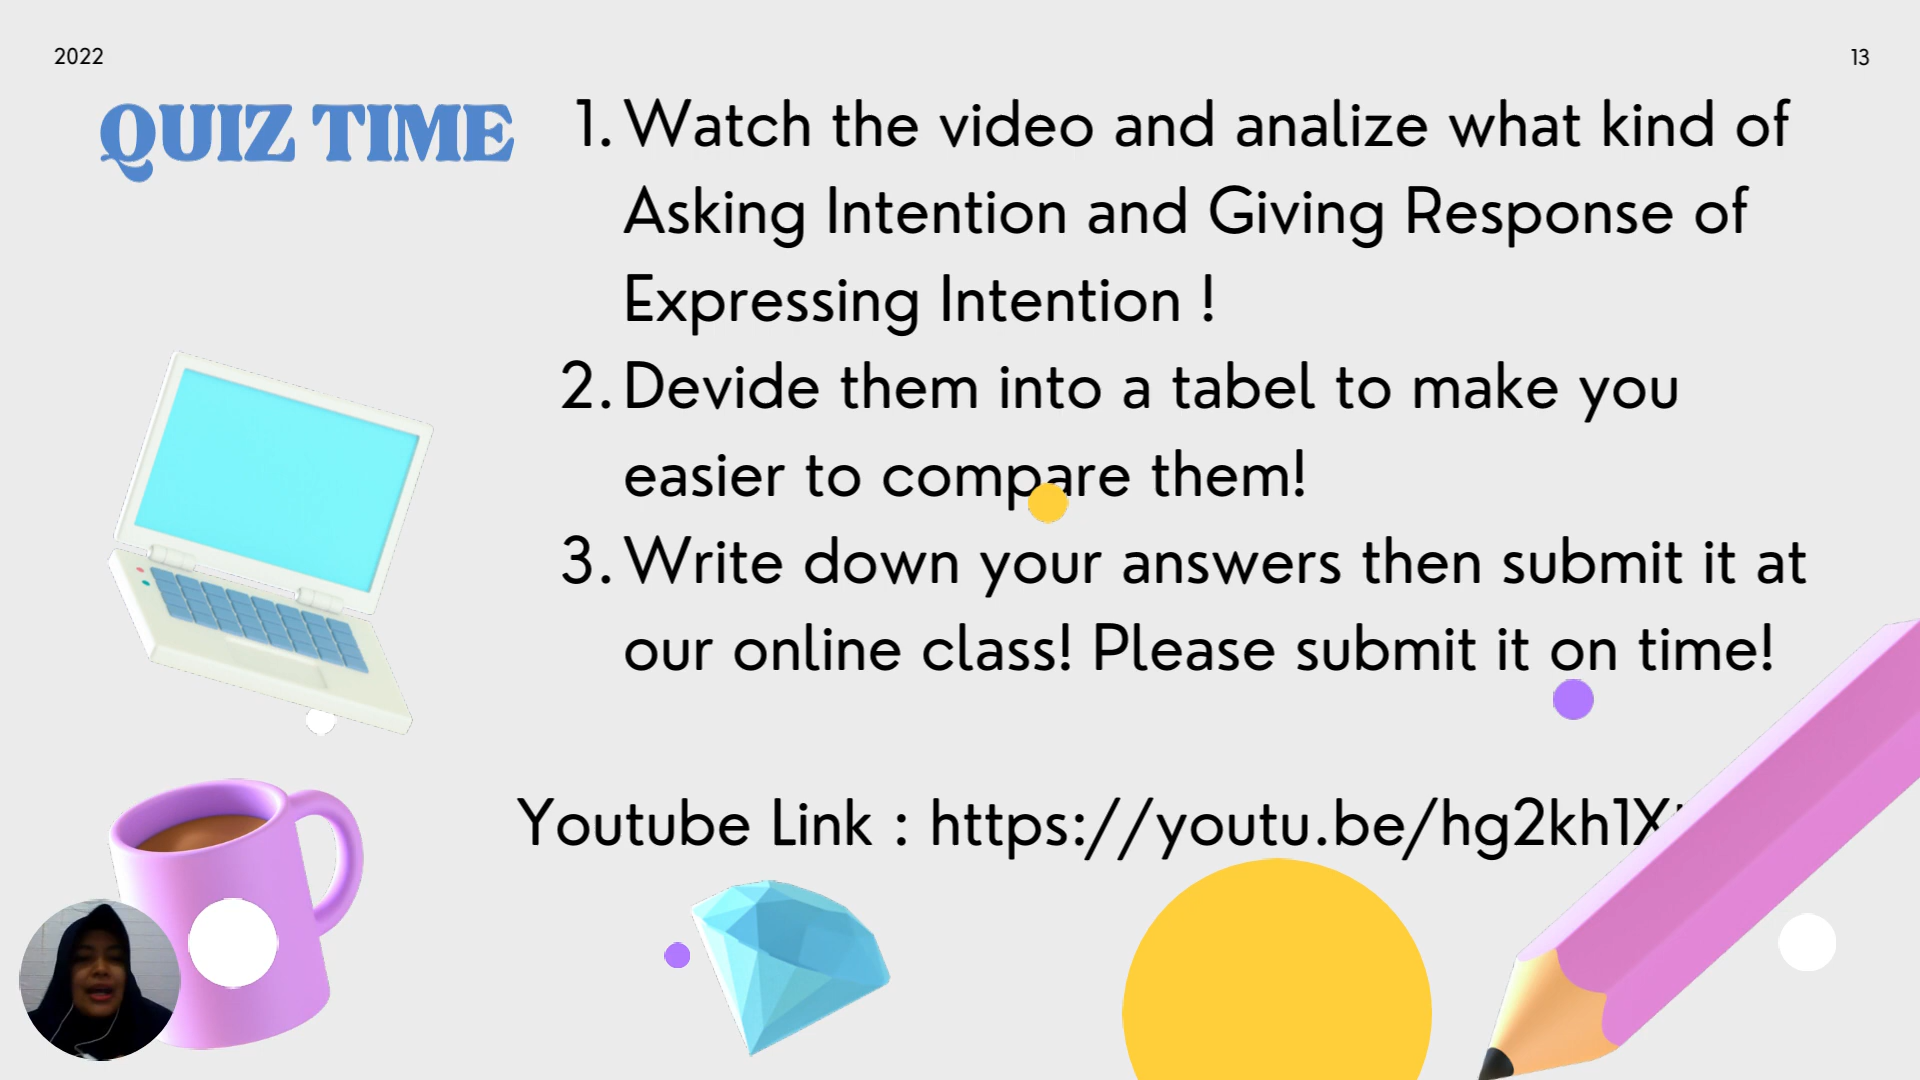 2022
13
QUIZ TIME
1. Watch the video and analize what kind of
Asking Intention and Giving Response of
Expressing Intention !
2. Devide them into a tabel to make you
easier to compare them!
3. Write down your answers then submit it at
our online class! Please submit it on time!
Youtube Link : https://youtu.be/hg2kh1X